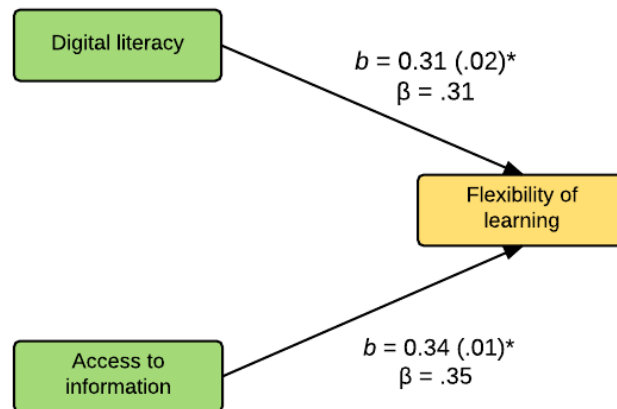 Digital literacy
b = 0.31 (.02)*
β = .31
Flexibility of
learning
b = 0.34 (.01)*
β = .35
Access to
information